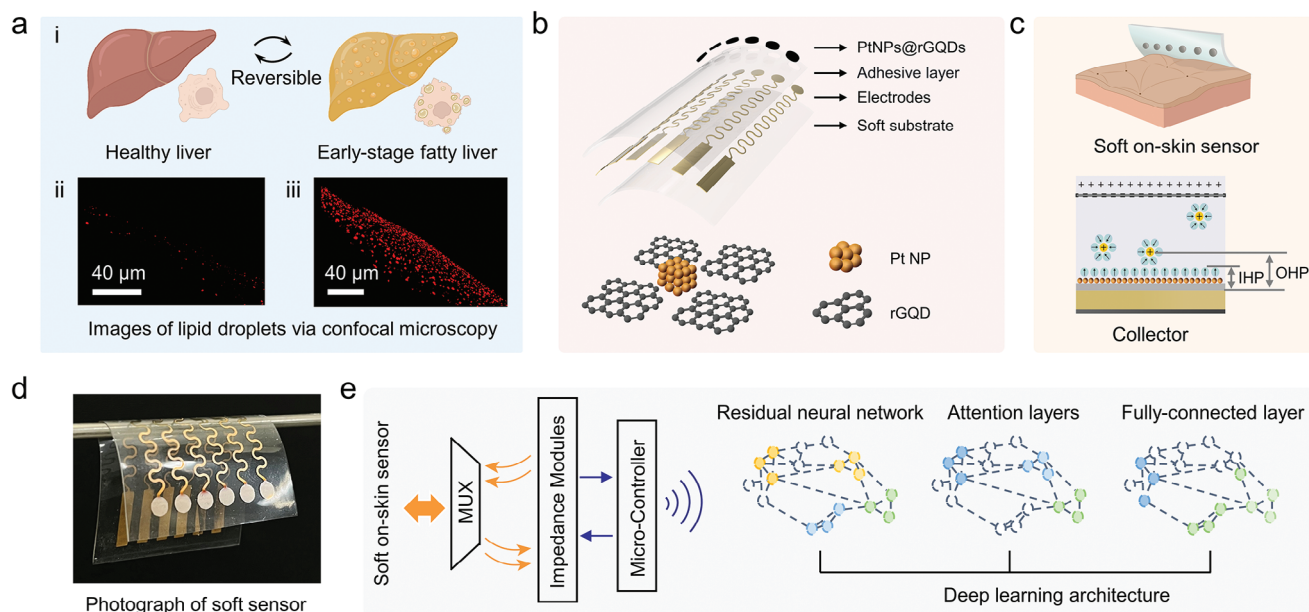 a
i
Reversible
Healthy liver
Early-stage fatty liver
ii
iii
40 μm
40 μm
Images of lipid droplets via confocal microscopy
b
PtNPs@rGQDs
Adhesive layer
Electrodes
Soft substrate
Pt NP
rGQD
c
Soft on-skin sensor
+ + + + + + + + + + + + + +
IHP
OHP
Collector
d
Photograph of soft sensor
e
Soft on-skin sensor
MUX
Impedance Modules
Micro-Controller
Residual neural network
Attention layers
Fully-connected layer
Deep learning architecture